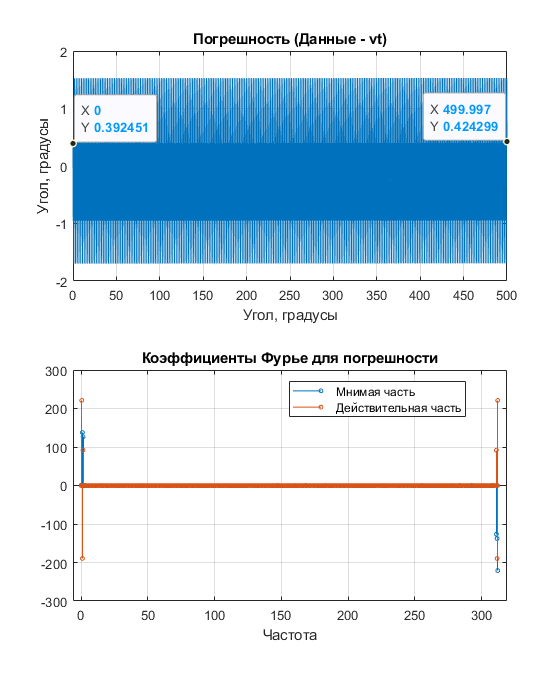 Погрешность (Данные - vt)
2
1
0
-1
-2
Угол, градусы
X 0
Y 0.392451
X 499.997
Y 0.424299
0 50 100 150 200 250 300 350 400 450 500
Угол, градусы
Коэффициенты Фурье для погрешности
300
200
100
0
-100
-200
-300
Мнимая часть
Действительная часть
0 50 100 150 200 250 300
Частота